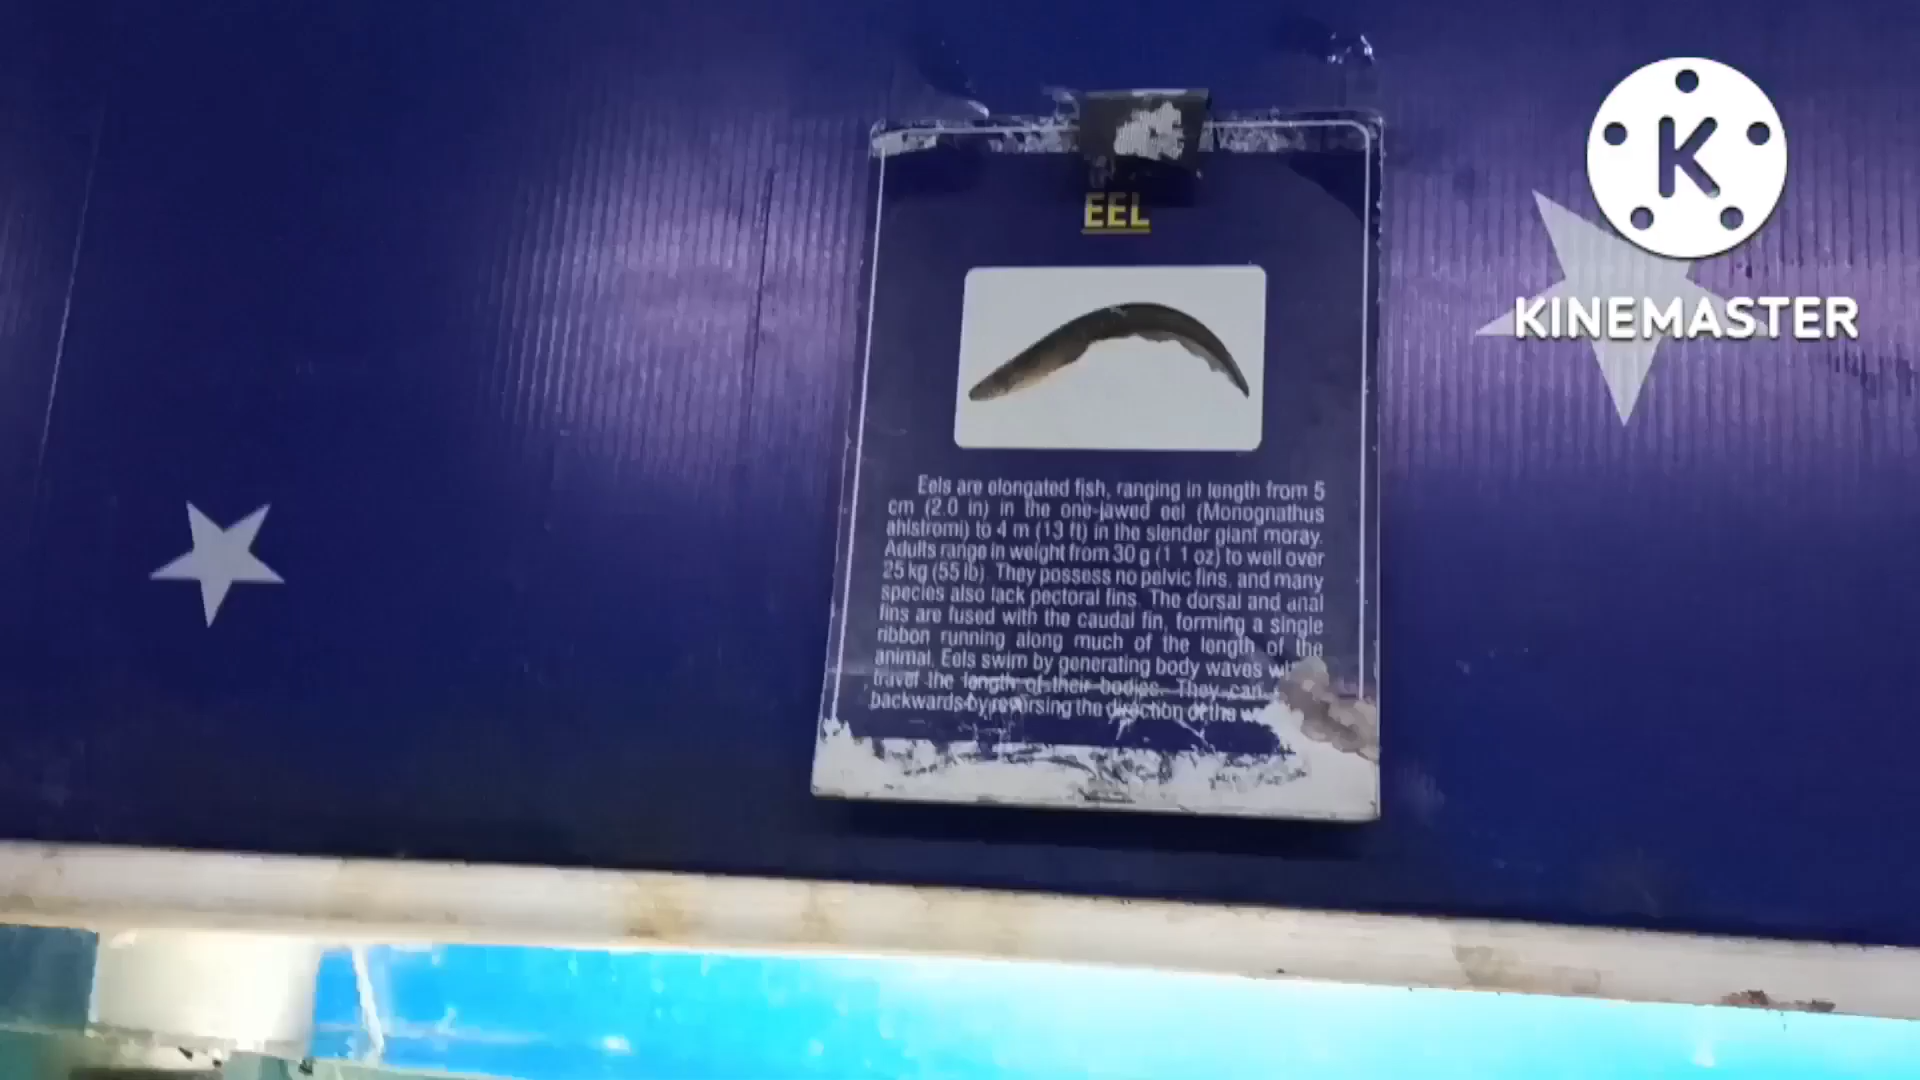 EEL
Eels are elongated fish, ranging in length from 5
cm (2.0 in) in the one-jawed eel (Monognathus
ahlstromi) to 4 m (13 ft) in the slender giant moray.
Adults range in weight from 30 g (1 1 oz) to well over
25 kg (55 lb). They possess no pelvic fins, and many
species also lack pectoral fins. The dorsal and anal
fins are fused with the caudal fin, forming a single
ribbon running along much of the length of the
animal. Eels swim by generating body waves
travel the length of their bodies. They can
backwards by reversing the direction of the
K
KINEMASTER